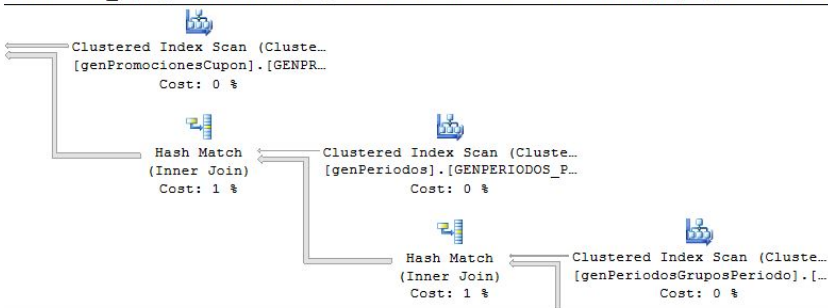 Clustered Index Scan (Cluste…
[genPromocionesCupon].[GENPR…
Cost: 0 %
Hash Match
(Inner Join)
Cost: 1 %
Clustered Index Scan (Cluste…
[genPeriodos].[GENPERIODOS_P…
Cost: 0 %
Hash Match
(Inner Join)
Cost: 1 %
Clustered Index Scan (Cluste…
[genPeriodosGruposPeriodo].[…
Cost: 0 %